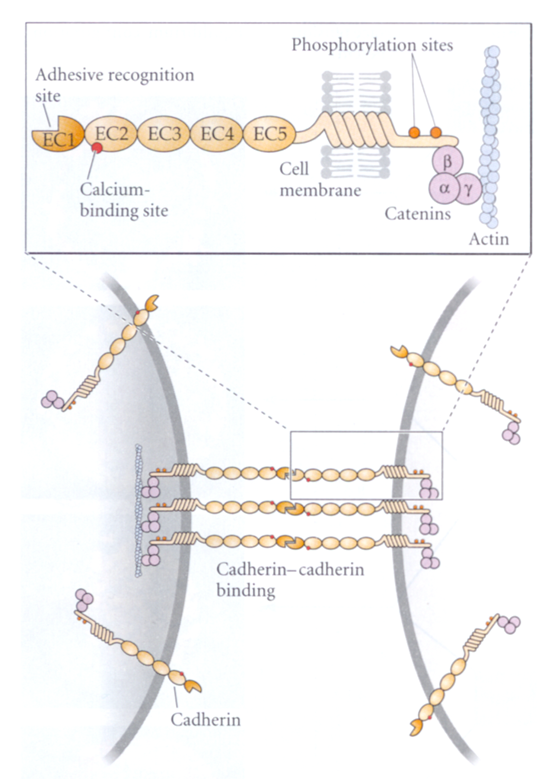 Phosphorylation sites
Adhesive recognition
site
EC1
EC2
EC3
EC4
EC5
Calcium-
binding site
Cell
membrane
β
α
γ
Catenins
Actin
Cadherin–cadherin
binding
Cadherin